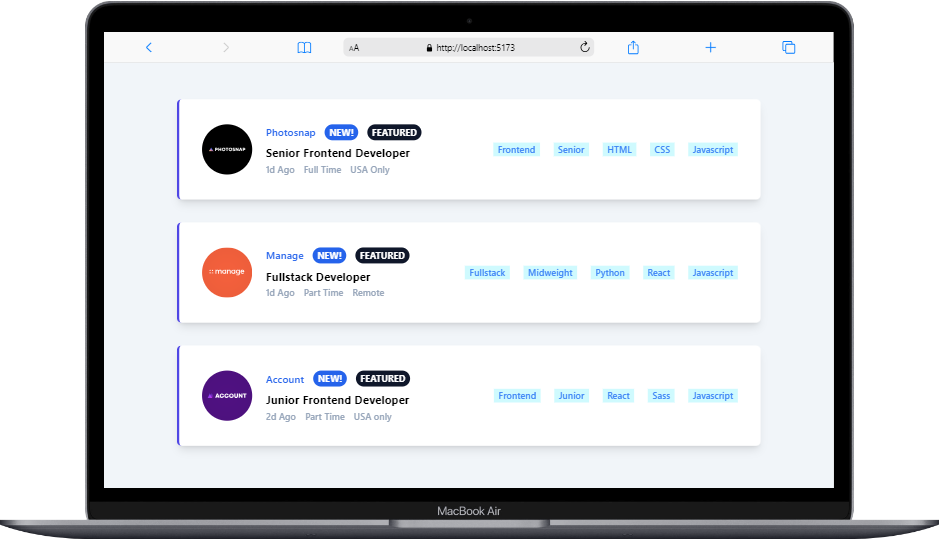 AA http://localhost:5173
PHOTOSNAP
Photosnap NEW! FEATURED
Senior Frontend Developer
1d Ago Full Time USA Only
Frontend Senior HTML CSS Javascript
manage
Manage NEW! FEATURED
Fullstack Developer
1d Ago Part Time Remote
Fullstack Midweight Python React Javascript
ACCOUNT
Account NEW! FEATURED
Junior Frontend Developer
2d Ago Part Time USA only
Frontend Junior React Sass Javascript
MacBook Air